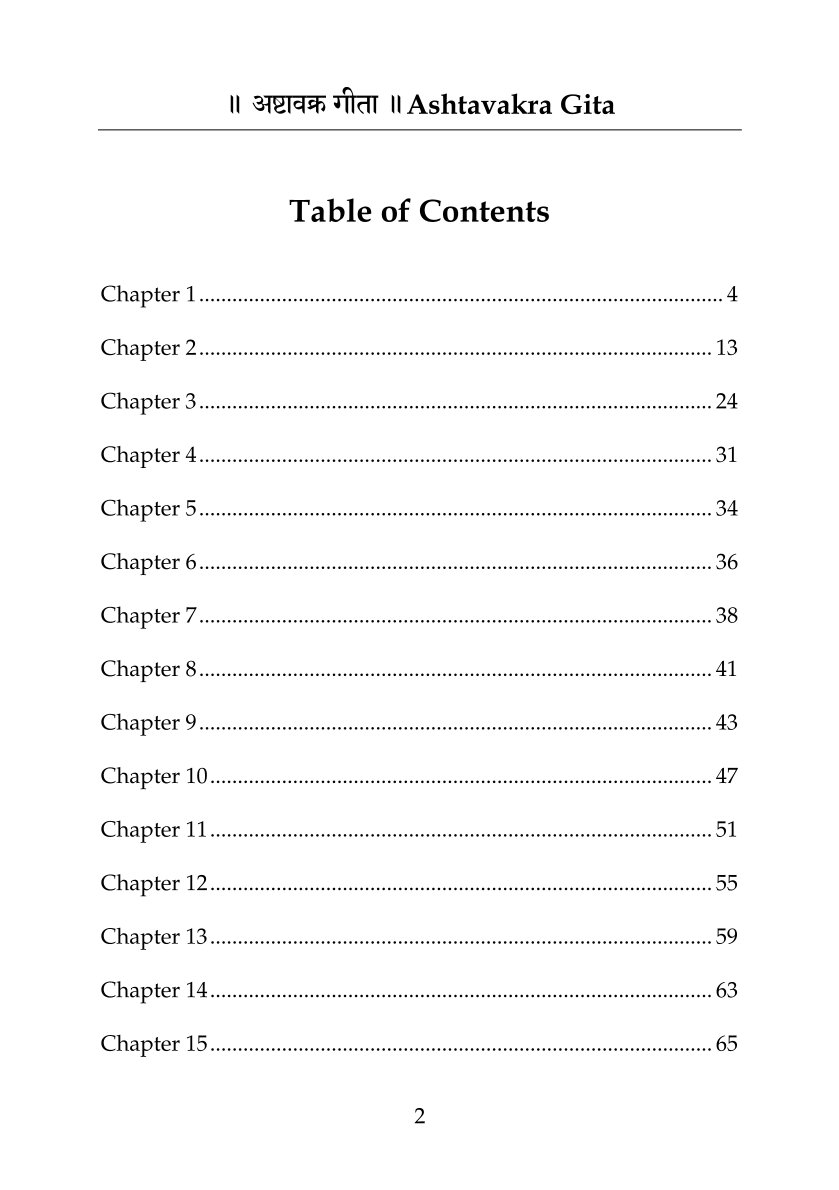 ॥ अष्टावक्र गीता ॥ Ashtavakra Gita
Table of Contents
Chapter 1 ................................................................................................ 4
Chapter 2 .............................................................................................. 13
Chapter 3 .............................................................................................. 24
Chapter 4 .............................................................................................. 31
Chapter 5 .............................................................................................. 34
Chapter 6 .............................................................................................. 36
Chapter 7 .............................................................................................. 38
Chapter 8 .............................................................................................. 41
Chapter 9 .............................................................................................. 43
Chapter 10 ............................................................................................ 47
Chapter 11 ............................................................................................ 51
Chapter 12 ............................................................................................ 55
Chapter 13 ............................................................................................ 59
Chapter 14 ............................................................................................ 63
Chapter 15 ............................................................................................ 65
2